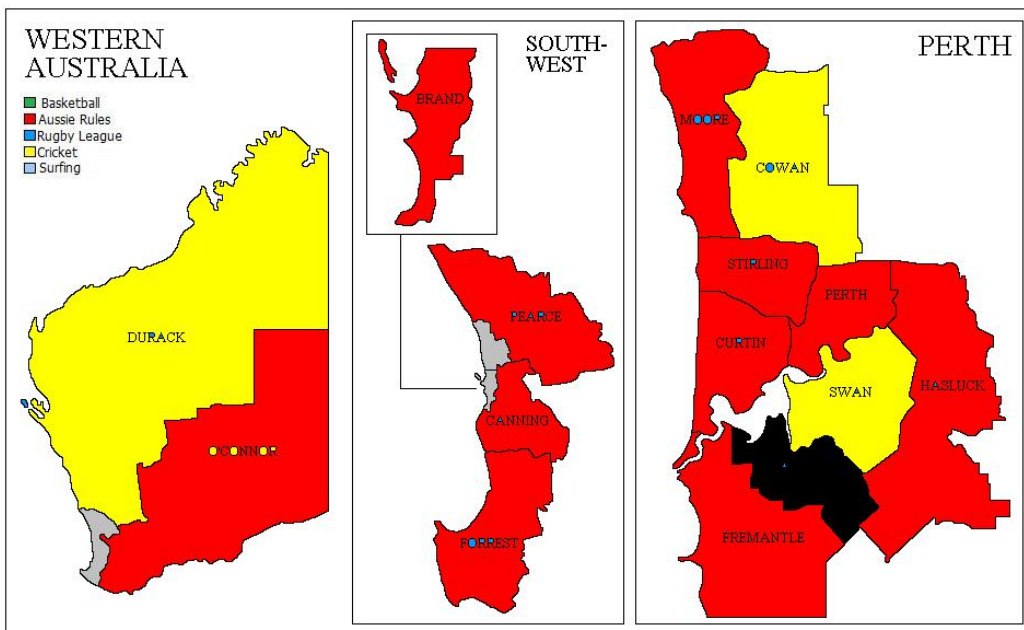 WESTERN
AUSTRALIA
Basketball
Aussie Rules
Rugby League
Cricket
Surfing
DURACK
O'CONNOR
SOUTH-
WEST
BRAND
PEARCE
CANNING
FORREST
PERTH
MOORE
COWAN
STIRLING
PERTH
CURTIN
SWAN
HASLUCK
FREMANTLE